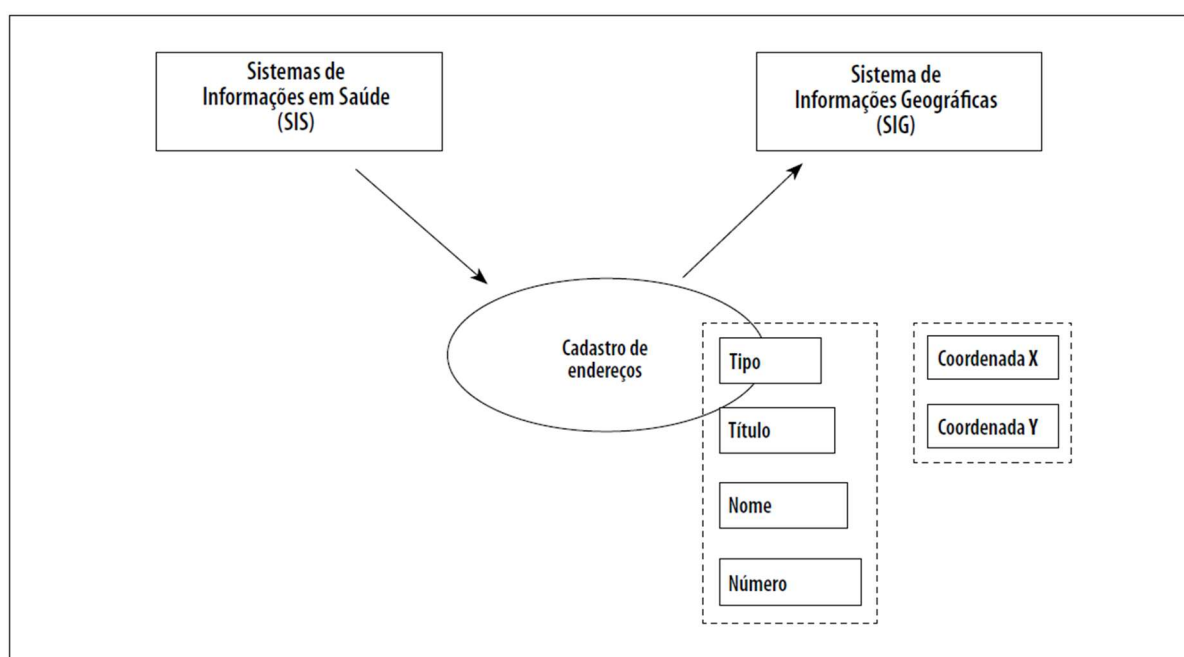 Sistemas de
Informações em Saúde
(SIS)
Sistema de
Informações Geográficas
(SIG)
Cadastro de
endereços
Tipo
Título
Nome
Número
Coordenada X
Coordenada Y